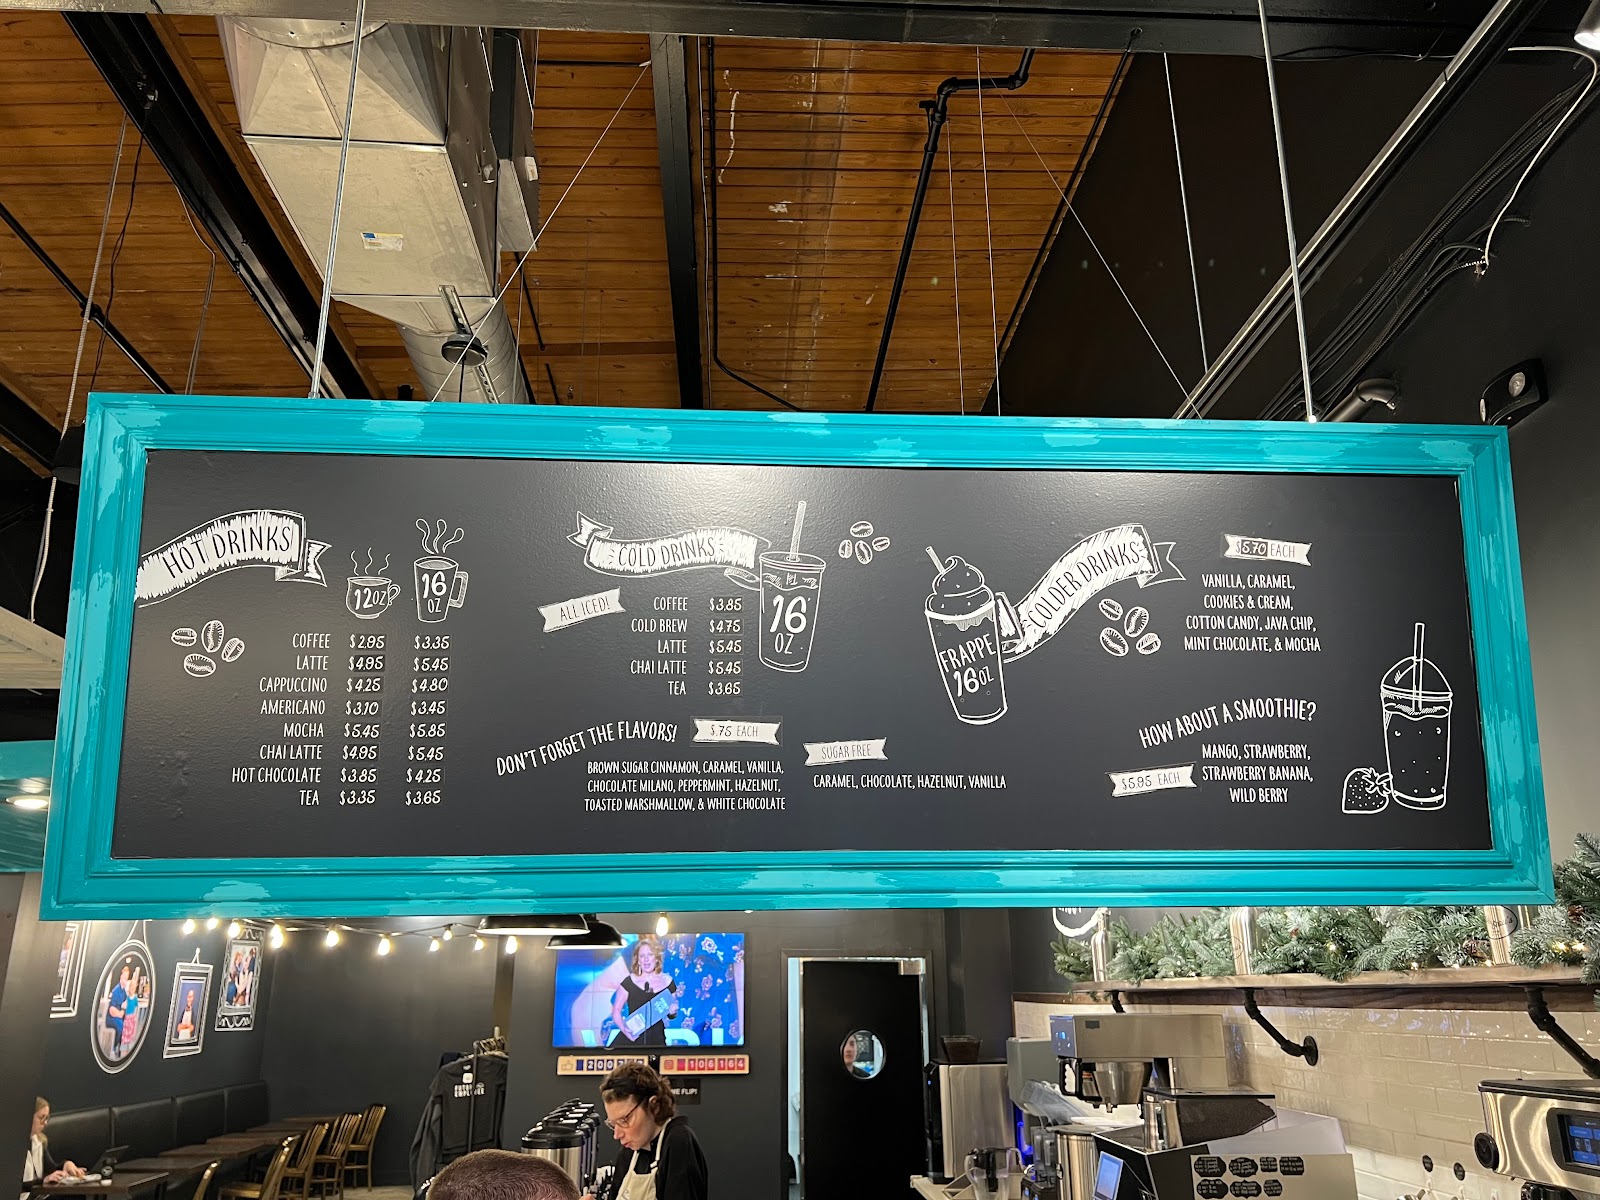 HOT DRINKS
12OZ
16 OZ
COFFEE $2.95 $3.35
LATTE $4.95 $5.45
CAPPUCCINO $4.25 $4.80
AMERICANO $3.10 $3.45
MOCHA $5.45 $5.85
CHAI LATTE $4.95 $5.45
HOT CHOCOLATE $3.85 $4.25
TEA $3.35 $3.65
COLD DRINKS
ALL ICED!
16
OZ
COFFEE $3.85
COLD BREW $4.75
LATTE $5.45
CHAI LATTE $5.45
TEA $3.65
DON'T FORGET THE FLAVORS! $.75 EACH
BROWN SUGAR CINNAMON, CARAMEL, VANILLA,
CHOCOLATE MILANO, PEPPERMINT, HAZELNUT,
TOASTED MARSHMALLOW, & WHITE CHOCOLATE
SUGAR FREE
CARAMEL, CHOCOLATE, HAZELNUT, VANILLA
COLDER DRINKS
FRAPPE
16OZ
$5.70 EACH
VANILLA, CARAMEL,
COOKIES & CREAM,
COTTON CANDY, JAVA CHIP,
MINT CHOCOLATE, & MOCHA
HOW ABOUT A SMOOTHIE?
$5.95 EACH
MANGO, STRAWBERRY,
STRAWBERRY BANANA,
WILD BERRY
106164